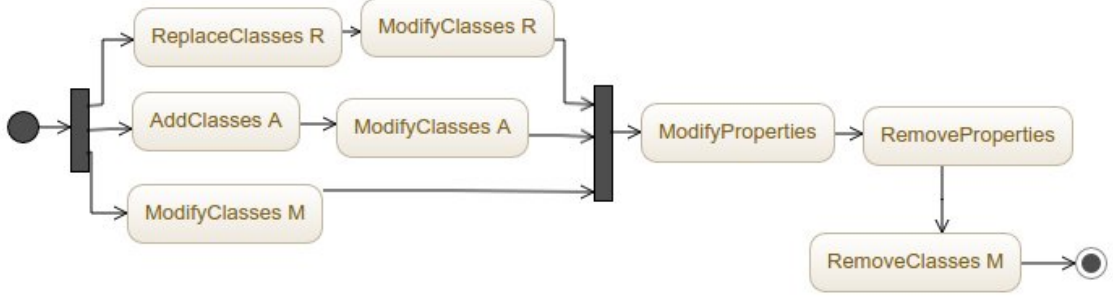 ReplaceClasses R
ModifyClasses R
AddClasses A
ModifyClasses A
ModifyClasses M
ModifyProperties
RemoveProperties
RemoveClasses M